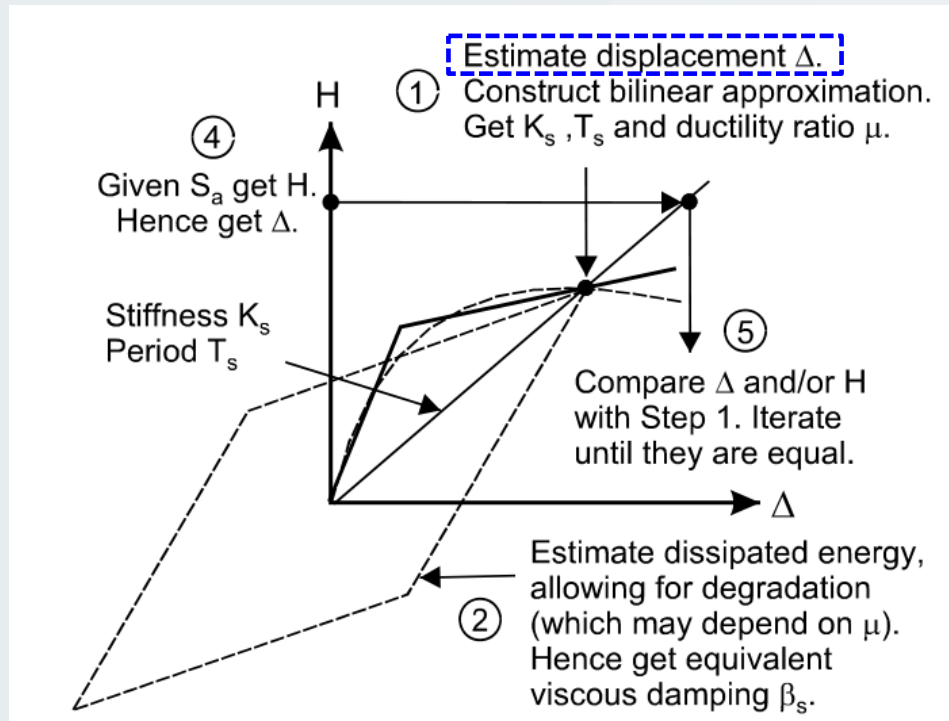 Estimate displacement Δ.
① Construct bilinear approximation.
Get Kₛ ,Tₛ and ductility ratio μ.
H
④
Given Sₐ get H.
Hence get Δ.
Stiffness Kₛ
Period Tₛ
⑤
Compare Δ and/or H
with Step 1. Iterate
until they are equal.
Δ
Estimate dissipated energy,
allowing for degradation
② (which may depend on μ).
Hence get equivalent
viscous damping βₛ.